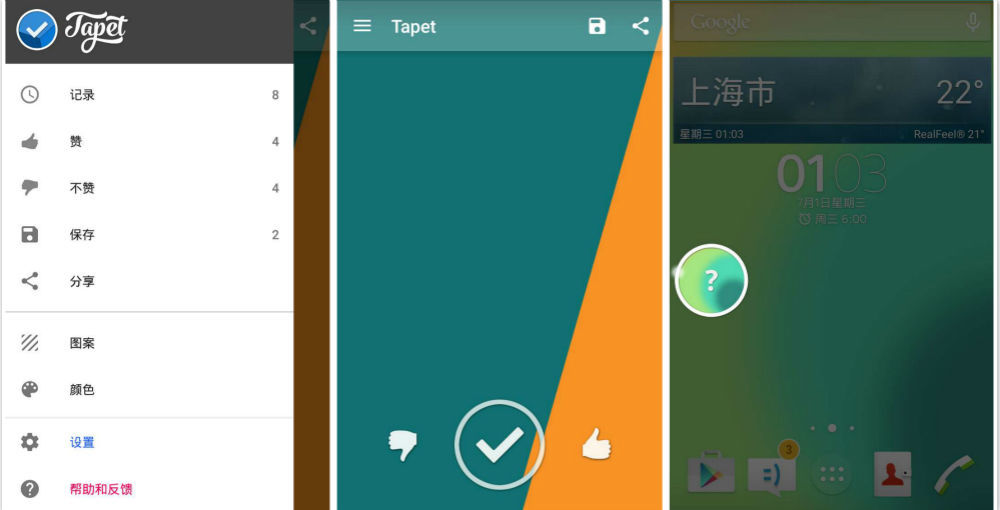 Tapet
记录 8
赞 4
不赞 4
保存 2
分享
图案
颜色
设置
帮助和反馈
Tapet
Google
上海市 22°
星期三 01:03 RealFeel® 21°
01 03
7月1日星期三
周三 6:00
?
3